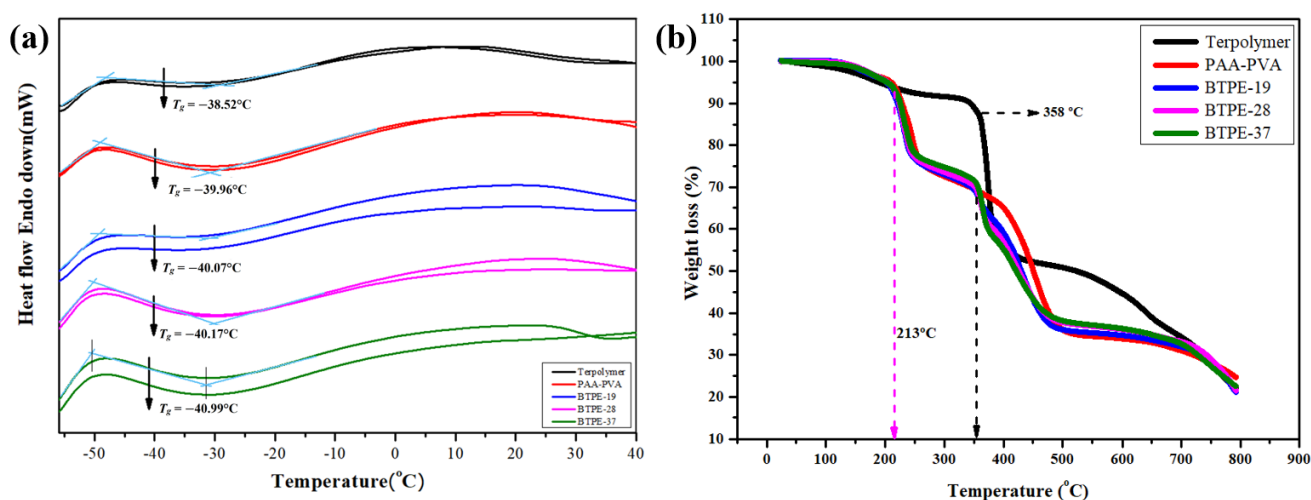 (a)
Heat flow Endo down(mW)
Tg = −38.52°C
Tg = −39.96°C
Tg = −40.07°C
Tg = −40.17°C
Tg = −40.99°C
Terpolymer
PAA-PVA
BTPE-19
BTPE-28
BTPE-37
-50 -40 -30 -20 -10 0 10 20 30 40
Temperature(°C)
(b)
Weight loss (%)
110
100
90
80
70
60
50
40
30
20
10
Terpolymer
PAA-PVA
BTPE-19
BTPE-28
BTPE-37
358 °C
213°C
0 100 200 300 400 500 600 700 800 900
Temperature (°C)